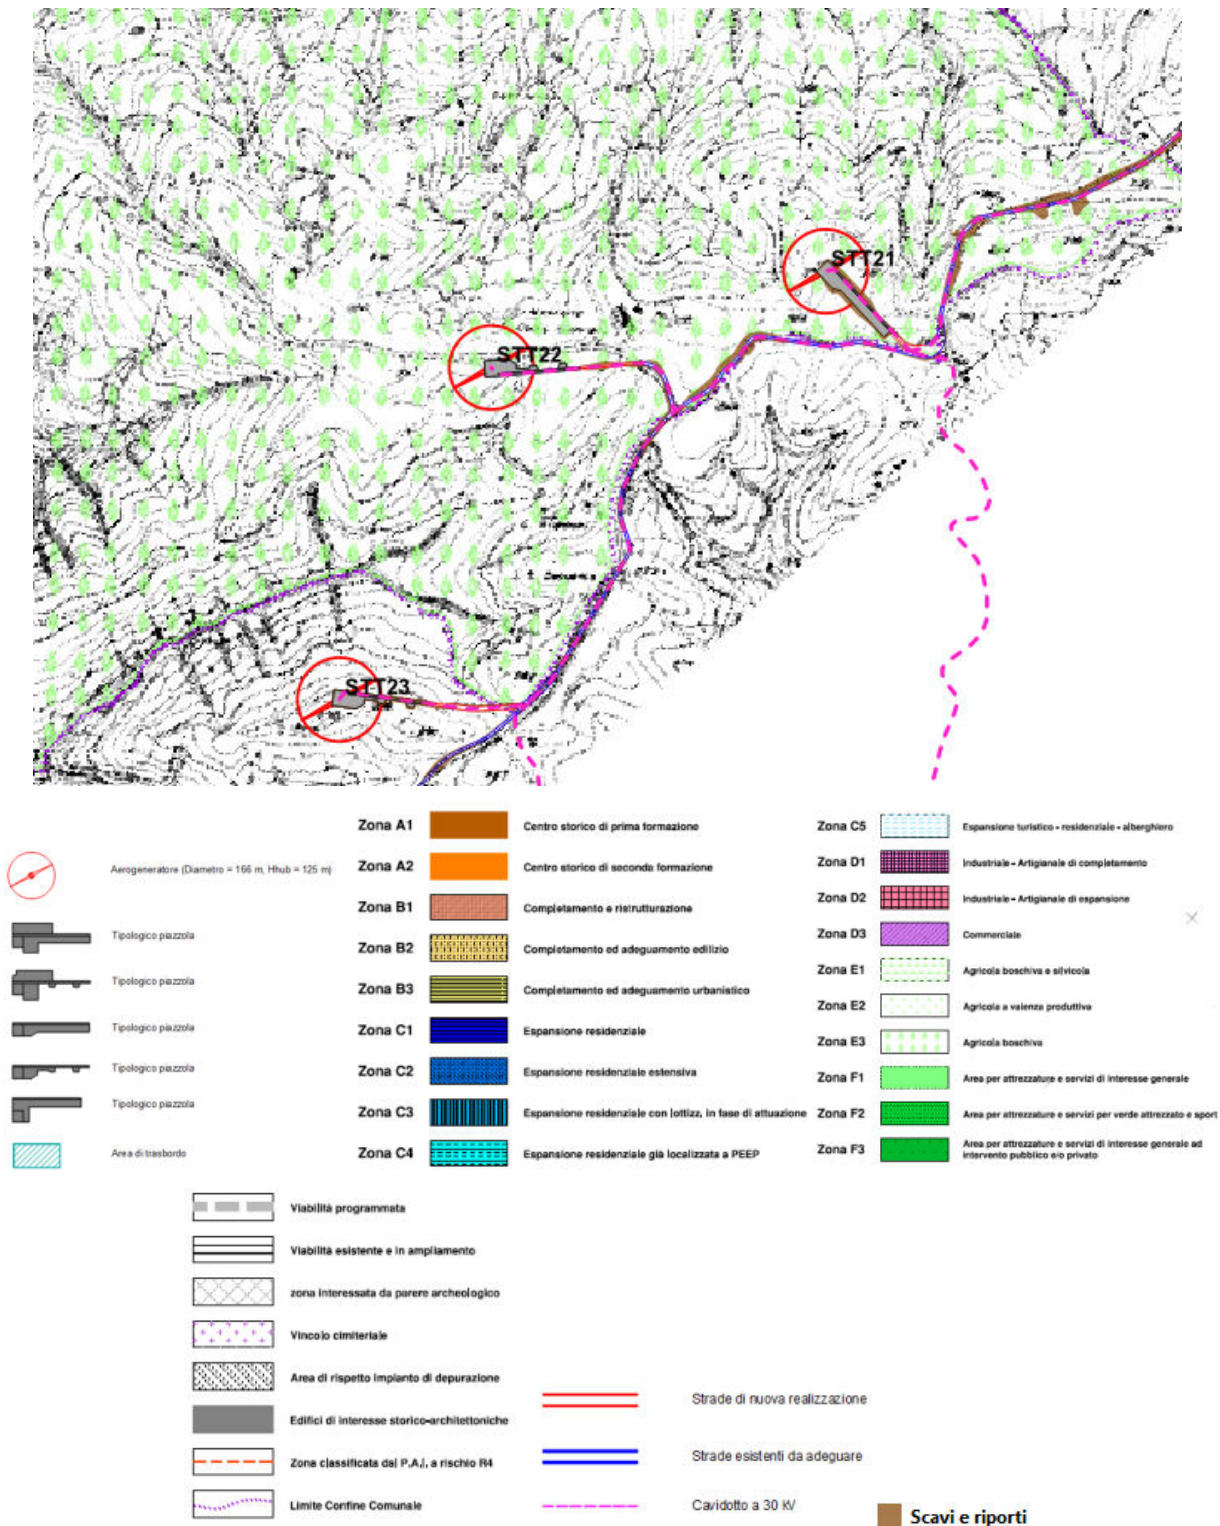 STT21
STT22
STT23
Aerogeneratore (Diametro = 166 m, Hhub = 125 m)
Tipologico piazzola
Tipologico piazzola
Tipologico piazzola
Tipologico piazzola
Tipologico piazzola
Area di trasbordo
Zona A1 Centro storico di prima formazione
Zona A2 Centro storico di seconda formazione
Zona B1 Completamento e ristrutturazione
Zona B2 Completamento ed adeguamento edilizio
Zona B3 Completamento ed adeguamento urbanistico
Zona C1 Espansione residenziale
Zona C2 Espansione residenziale estensiva
Zona C3 Espansione residenziale con lottizz. in fase di attuazione
Zona C4 Espansione residenziale già localizzata a PEEP
Zona C5 Espansione turistico - residenziale - alberghiero
Zona D1 Industriale - Artigianale di completamento
Zona D2 Industriale - Artigianale di espansione
Zona D3 Commerciale
Zona E1 Agricola boschiva e silvicola
Zona E2 Agricola a valenza produttiva
Zona E3 Agricola boschiva
Zona F1 Area per attrezzature e servizi di interesse generale
Zona F2 Area per attrezzature e servizi per verde attrezzato e sport
Zona F3 Area per attrezzature e servizi di interesse generale ad
intervento pubblico e/o privato
Viabilità programmata
Viabilità esistente e in ampliamento
zona interessata da parere archeologico
Vincolo cimiteriale
Area di rispetto impianto di depurazione
Edifici di interesse storico-architettoniche
Zona classificata dal P.A.I. a rischio R4
Limite Confine Comunale
Strade di nuova realizzazione
Strade esistenti da adeguare
Cavidotto a 30 kV
Scavi e riporti